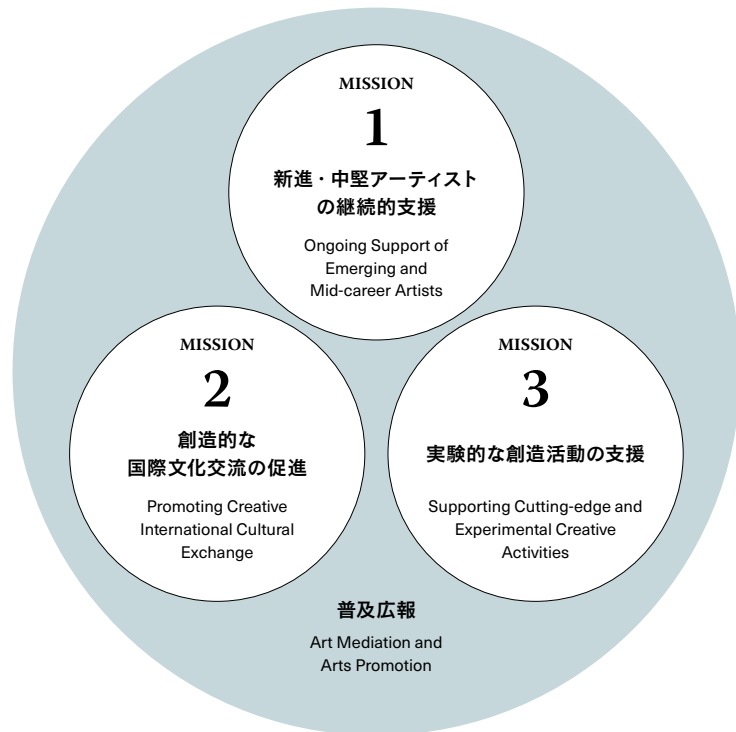 MISSION
1
新進・中堅アーティスト
の継続的支援
Ongoing Support of
Emerging and
Mid-career Artists
MISSION
2
創造的な
国際文化交流の促進
Promoting Creative
International Cultural
Exchange
MISSION
3
実験的な創造活動の支援
Supporting Cutting-edge and
Experimental Creative
Activities
普及広報
Art Mediation and
Arts Promotion